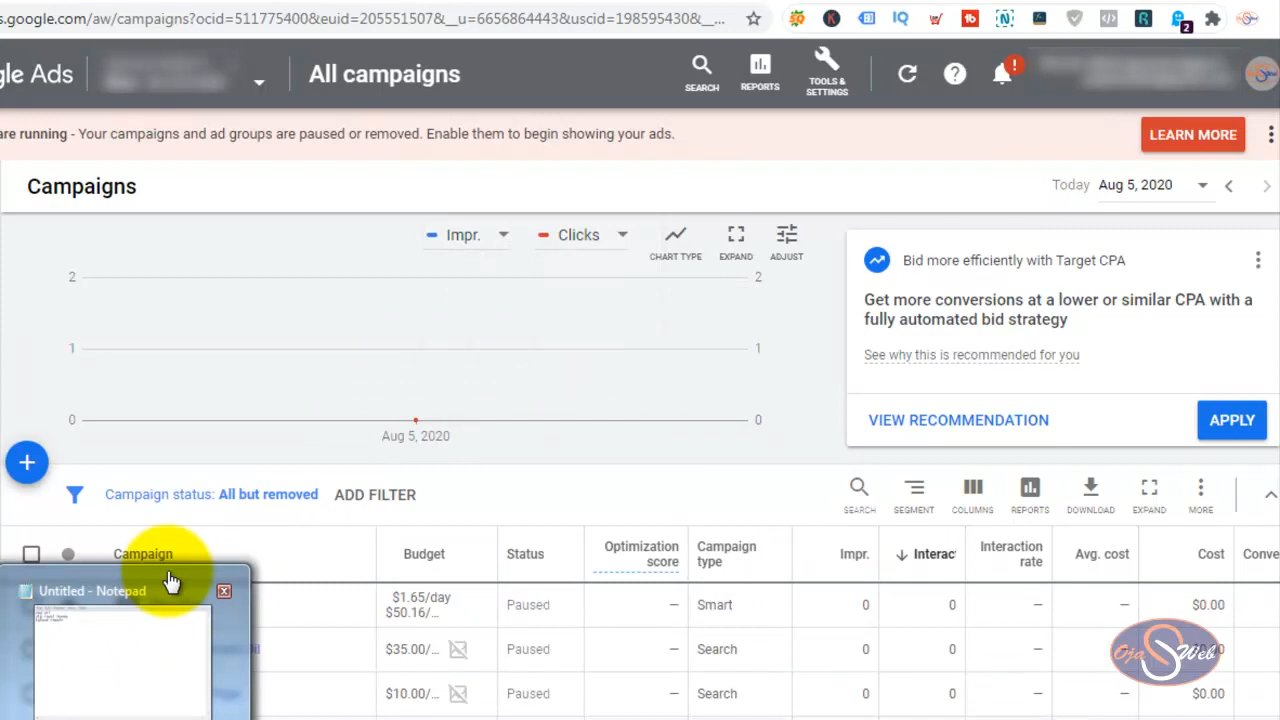 s.google.com/aw/campaigns?ocid=511775400&euid=205551507&__u=6656864443&uscid=198595430&__...
2
gle Ads
All campaigns
SEARCH
REPORTS
TOOLS &
SETTINGS
!
are running - Your campaigns and ad groups are paused or removed. Enable them to begin showing your ads.
LEARN MORE
Campaigns
Today Aug 5, 2020
Impr.
Clicks
CHART TYPE
EXPAND
ADJUST
2
2
1
1
0
0
Aug 5, 2020
Bid more efficiently with Target CPA
Get more conversions at a lower or similar CPA with a
fully automated bid strategy
See why this is recommended for you
VIEW RECOMMENDATION
APPLY
Campaign status: All but removed
ADD FILTER
SEARCH
SEGMENT
COLUMNS
REPORTS
DOWNLOAD
EXPAND
MORE
Campaign
Budget
Status
Optimization
score
Campaign
type
Impr.
Interac
Interaction
rate
Avg. cost
Cost
Conve
Untitled - Notepad
$1.65/day
$50.16/...
Paused
—
Smart
0
0
—
—
$0.00
$35.00/...
Paused
—
Search
0
0
—
—
$10.00/...
Paused
—
Search
0
0
—
—
$0.00
Ojas Web